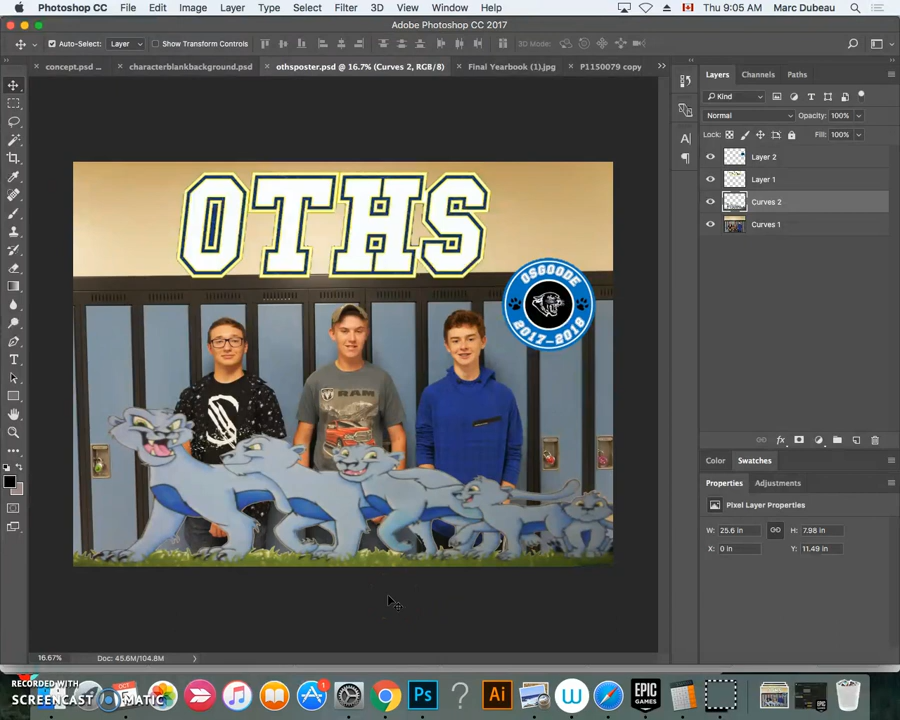 Photoshop CC File Edit Image Layer Type Select Filter 3D View Window Help Thu 9:05 AM Marc Dubeau
Adobe Photoshop CC 2017
Auto-Select: Layer Show Transform Controls 3D Mode:
concept.psd ... characterblankbackground.psd othsposter.psd @ 16.7% (Curves 2, RGB/8) Final Yearbook (1).jpg P1150079 copy
Layers Channels Paths
Kind
Normal Opacity: 100%
Lock: Fill: 100%
Layer 2
Layer 1
Curves 2
Curves 1
OTHS
OSGOODE
2017-2018
S
RAM
Color Swatches
Properties Adjustments
Pixel Layer Properties
W: 25.6 in H: 7.98 in
X: 0 in Y: 11.49 in
16.67% Doc: 45.6M/104.8M
RECORDED WITH
SCREENCAST MATIC
OCT
1
Ps
?
Ai
W
EPIC
GAMES